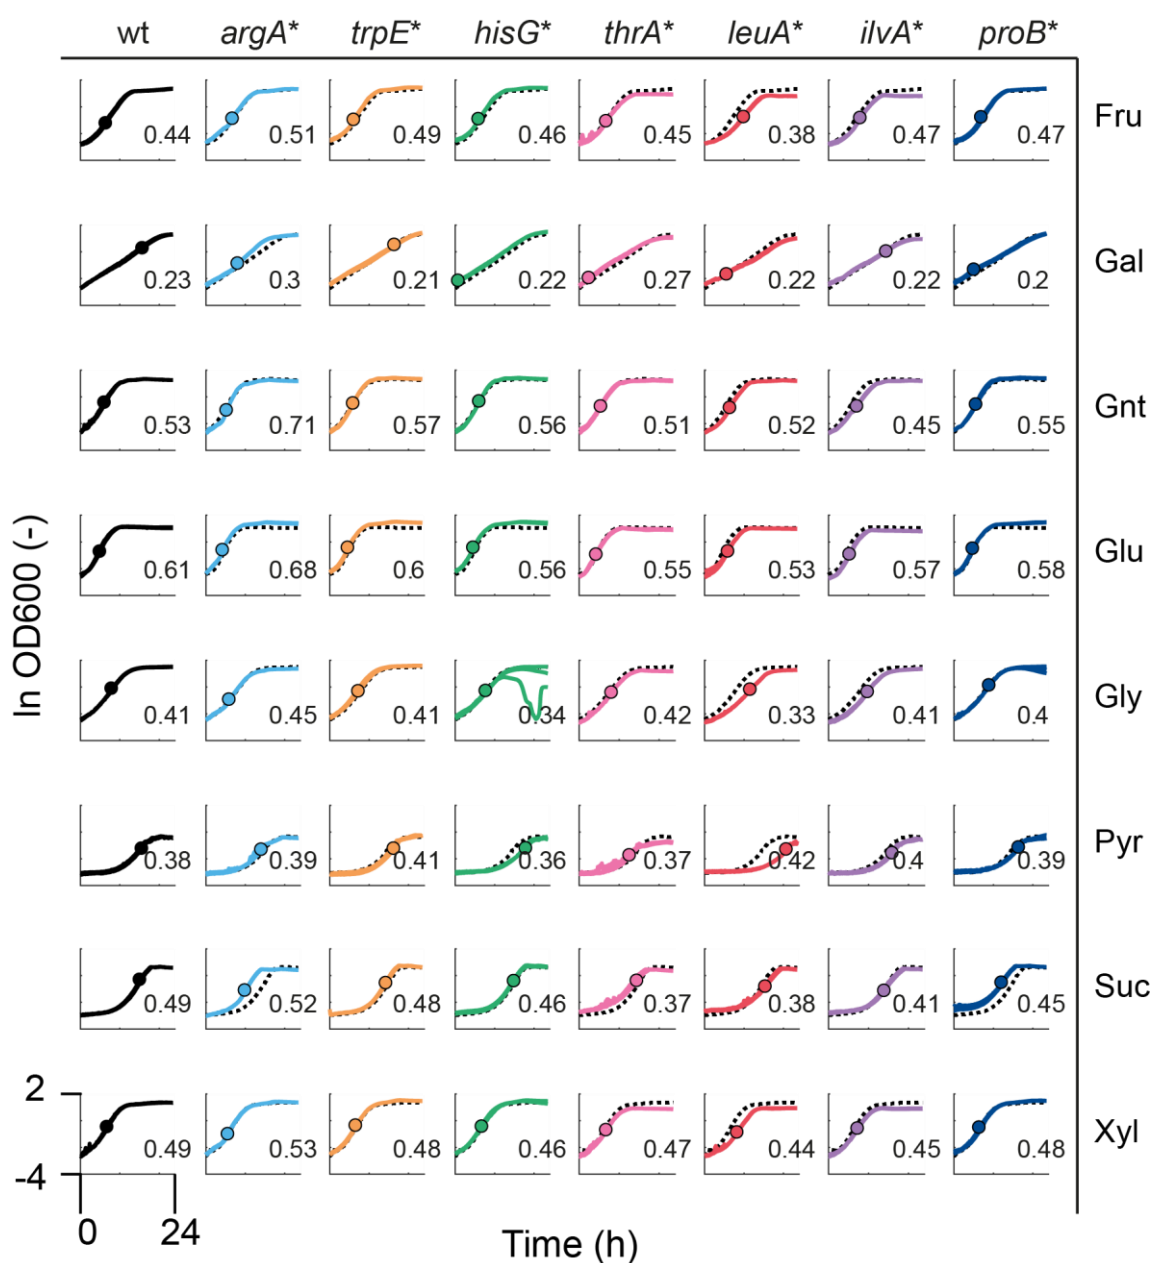 wt argA* trpE* hisG* thrA* leuA* ilvA* proB*
0.44 0.51 0.49 0.46 0.45 0.38 0.47 0.47 Fru
0.23 0.3 0.21 0.22 0.27 0.22 0.22 0.2 Gal
0.53 0.71 0.57 0.56 0.51 0.52 0.45 0.55 Gnt
0.61 0.68 0.6 0.56 0.55 0.53 0.57 0.58 Glu
0.41 0.45 0.41 0.34 0.42 0.33 0.41 0.4 Gly
0.38 0.39 0.41 0.36 0.37 0.42 0.4 0.39 Pyr
0.49 0.52 0.48 0.46 0.37 0.38 0.41 0.45 Suc
0.49 0.53 0.48 0.46 0.47 0.44 0.45 0.48 Xyl
ln OD600 (-)
2
-4
0 24
Time (h)